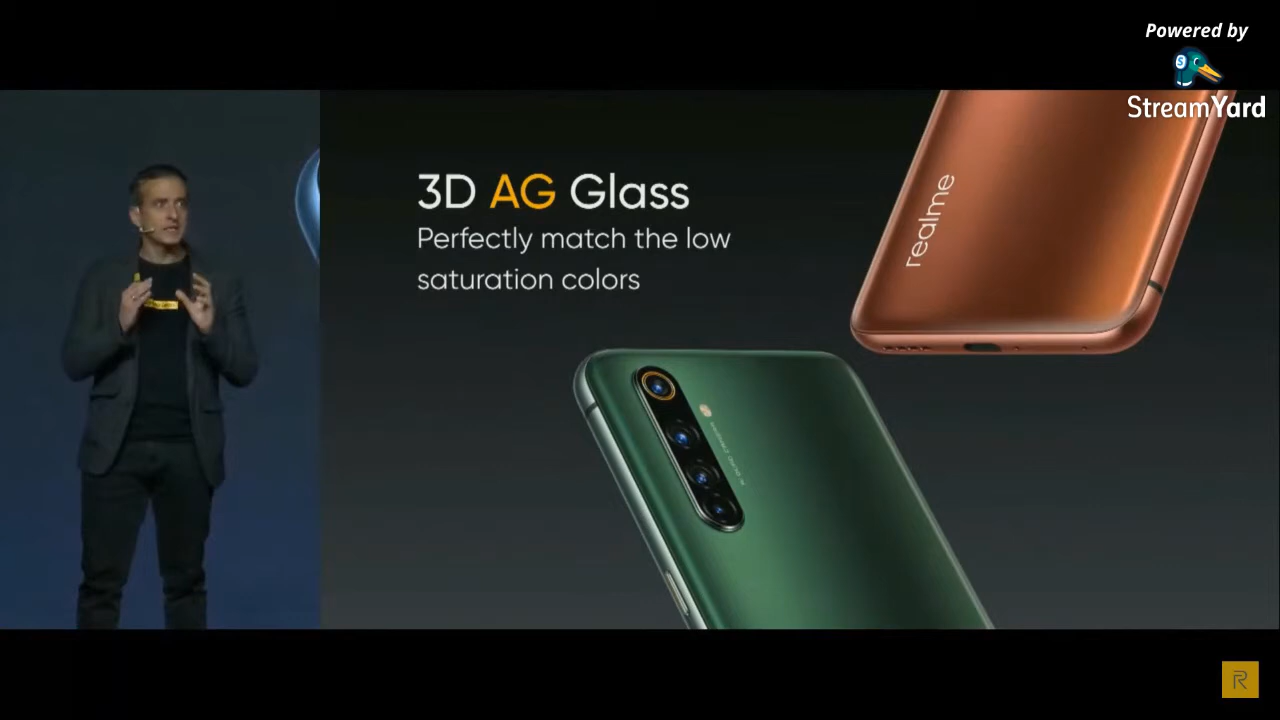 Powered by
StreamYard
3D AG Glass
Perfectly match the low
saturation colors
realme
R